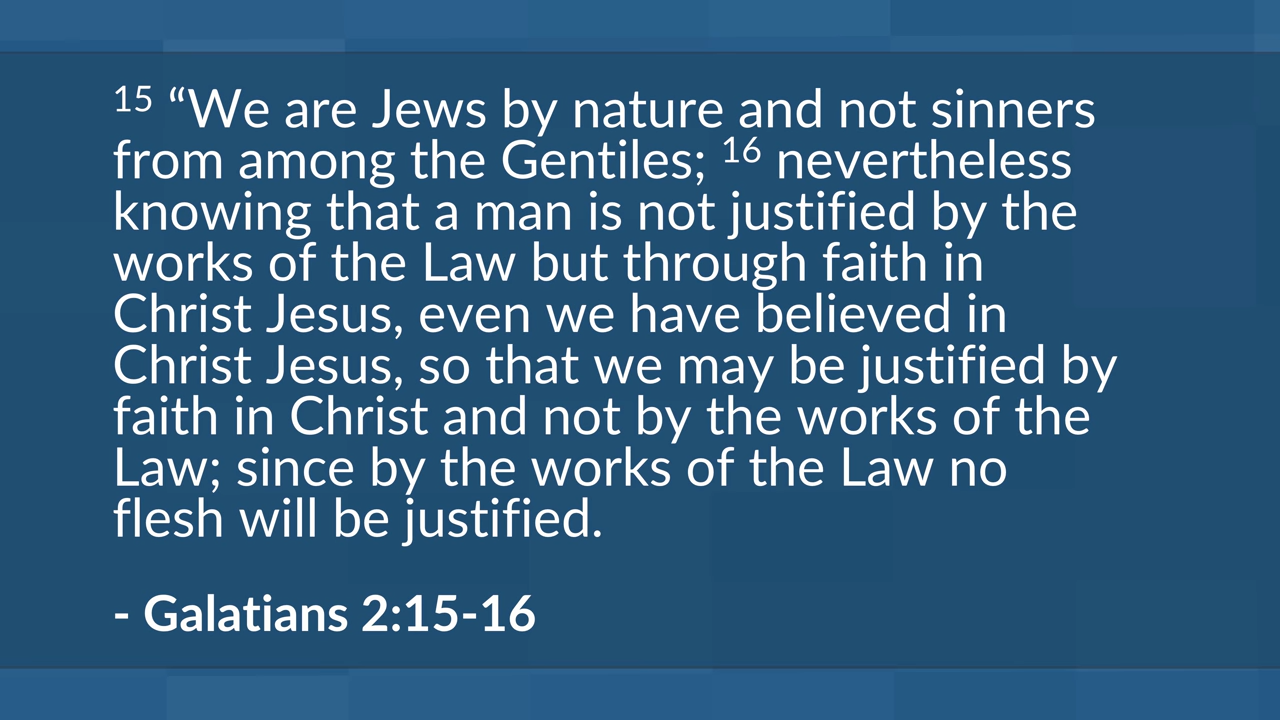 15 “We are Jews by nature and not sinners
from among the Gentiles; 16 nevertheless
knowing that a man is not justified by the
works of the Law but through faith in
Christ Jesus, even we have believed in
Christ Jesus, so that we may be justified by
faith in Christ and not by the works of the
Law; since by the works of the Law no
flesh will be justified.
- Galatians 2:15-16